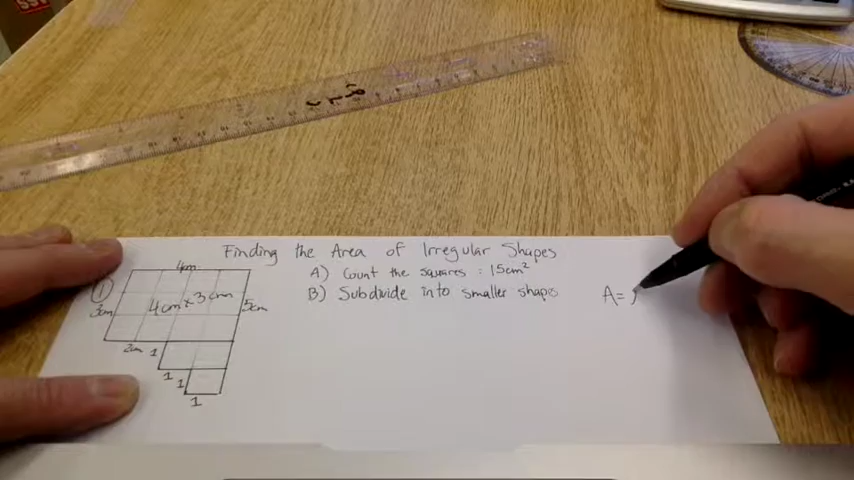 Finding the Area of Irregular Shapes
① 4cm
A) Count the squares : 15cm²
B) Subdivide into smaller shapes
A=
3cm 4cm x 3cm 5cm
2cm 1
1 1
1